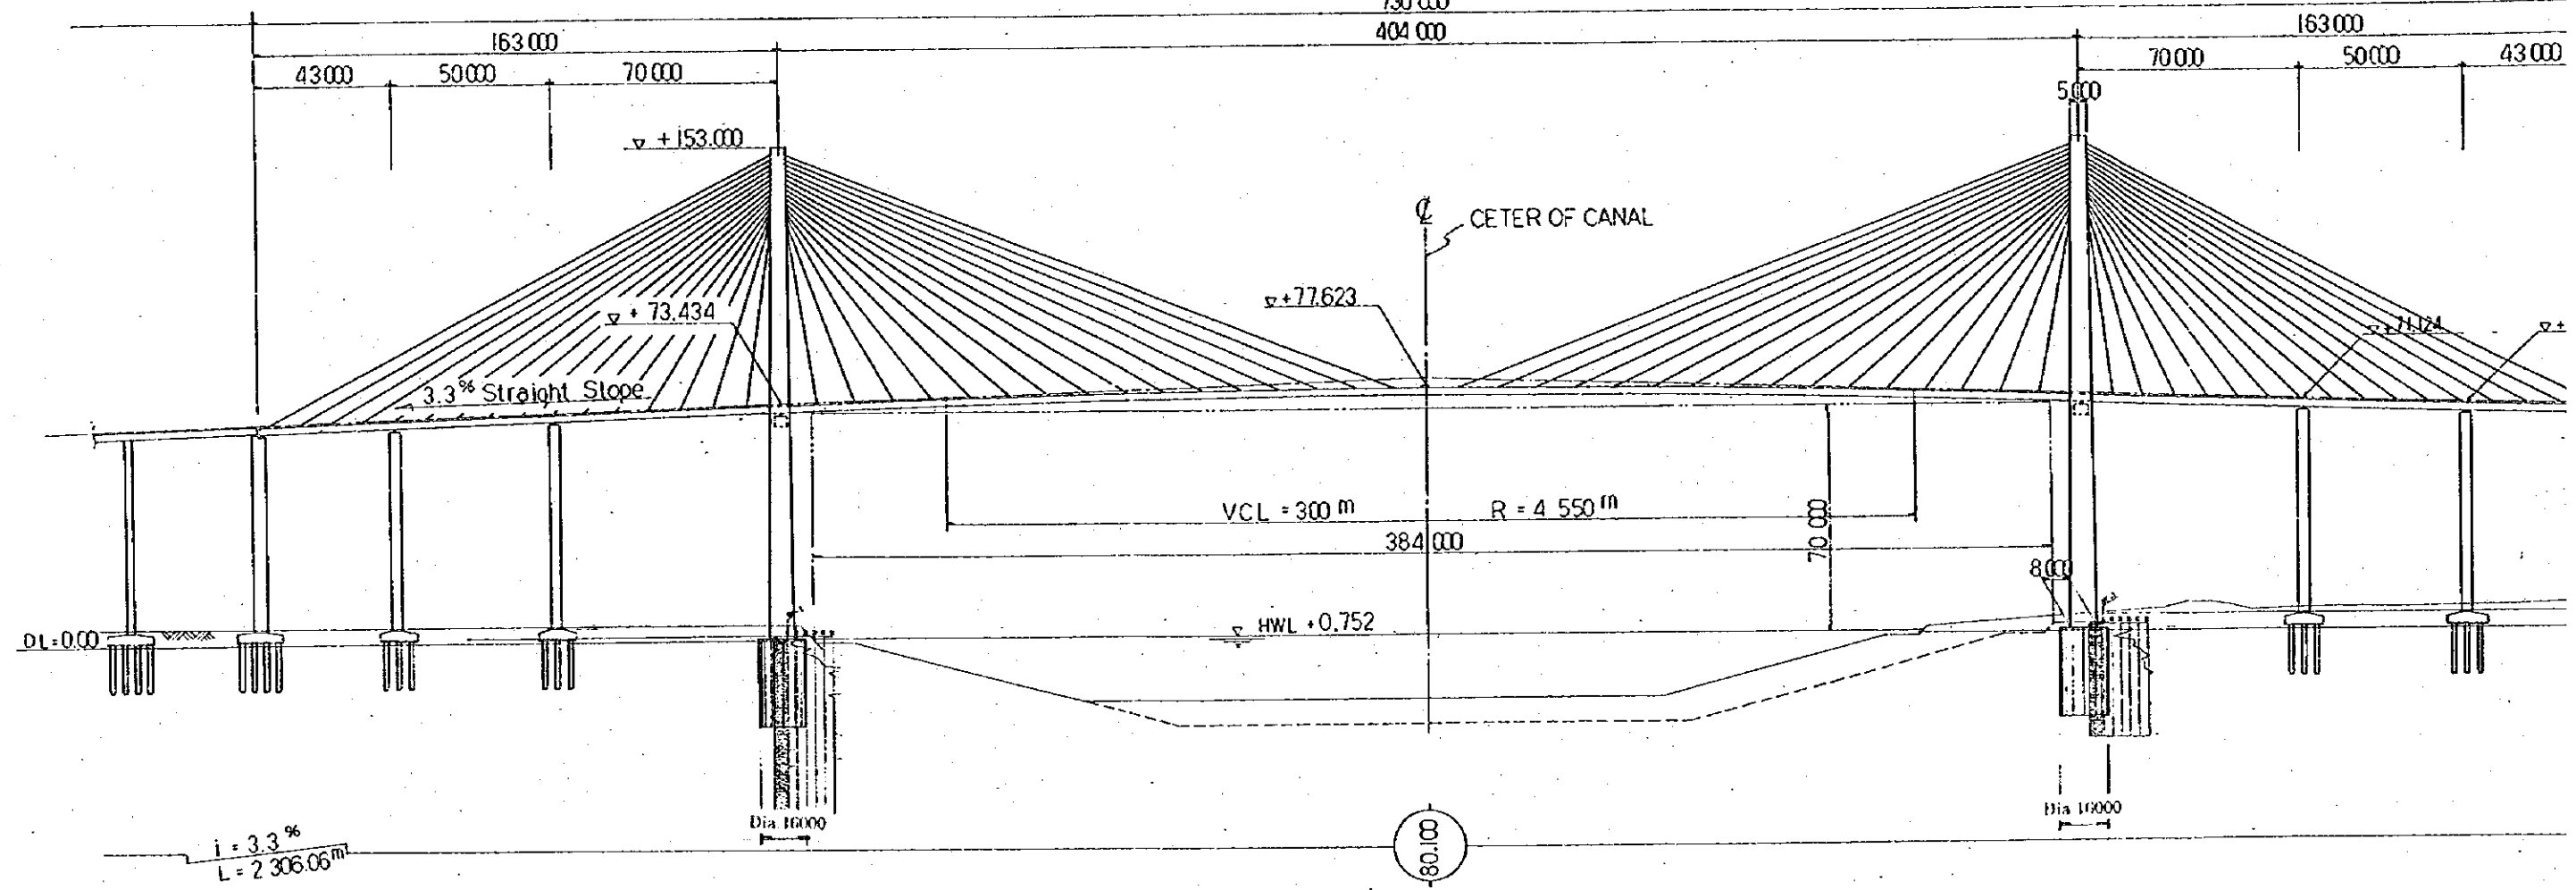 730 000
163 000
404 000
163 000
43 000
50 000
70 000
70 000
50 000
43 000
5,000
▽ +153.000
℄ CETER OF CANAL
▽+77.623
▽ + 73.434
▽+71.124
▽+
3.3% Straight Slope
VCL = 300 m
R = 4 550 m
384 000
70 000
8,000
DL=0.00
▽ HWL +0.752
Dia.16000
Dia 16000
80.100
i = 3.3 %
L = 2 306.06 m